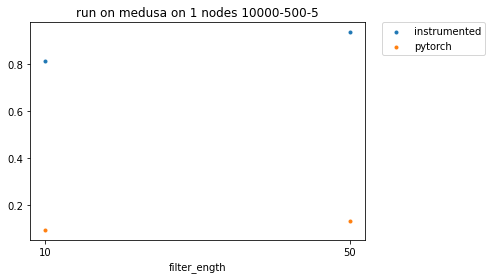 run on medusa on 1 nodes 10000-500-5
instrumented
pytorch
0.8
0.6
0.4
0.2
10
50
filter_ength